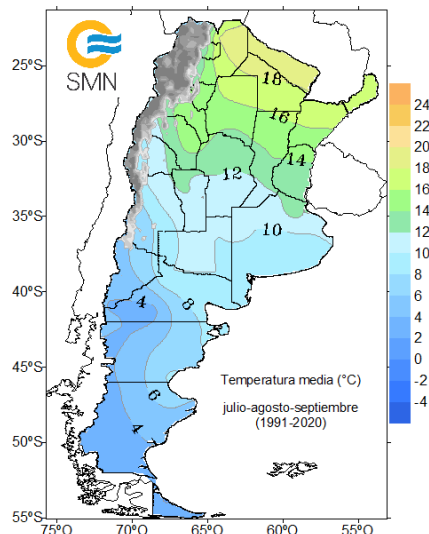 SMN
25°S
30°S
35°S
40°S
45°S
50°S
55°S
75°O
70°O
65°O
60°O
55°O
18
16
14
12
10
8
4
6
4
Temperatura media (°C)
julio-agosto-septiembre
(1991-2020)
24
22
20
18
16
14
12
10
8
6
4
2
0
-2
-4